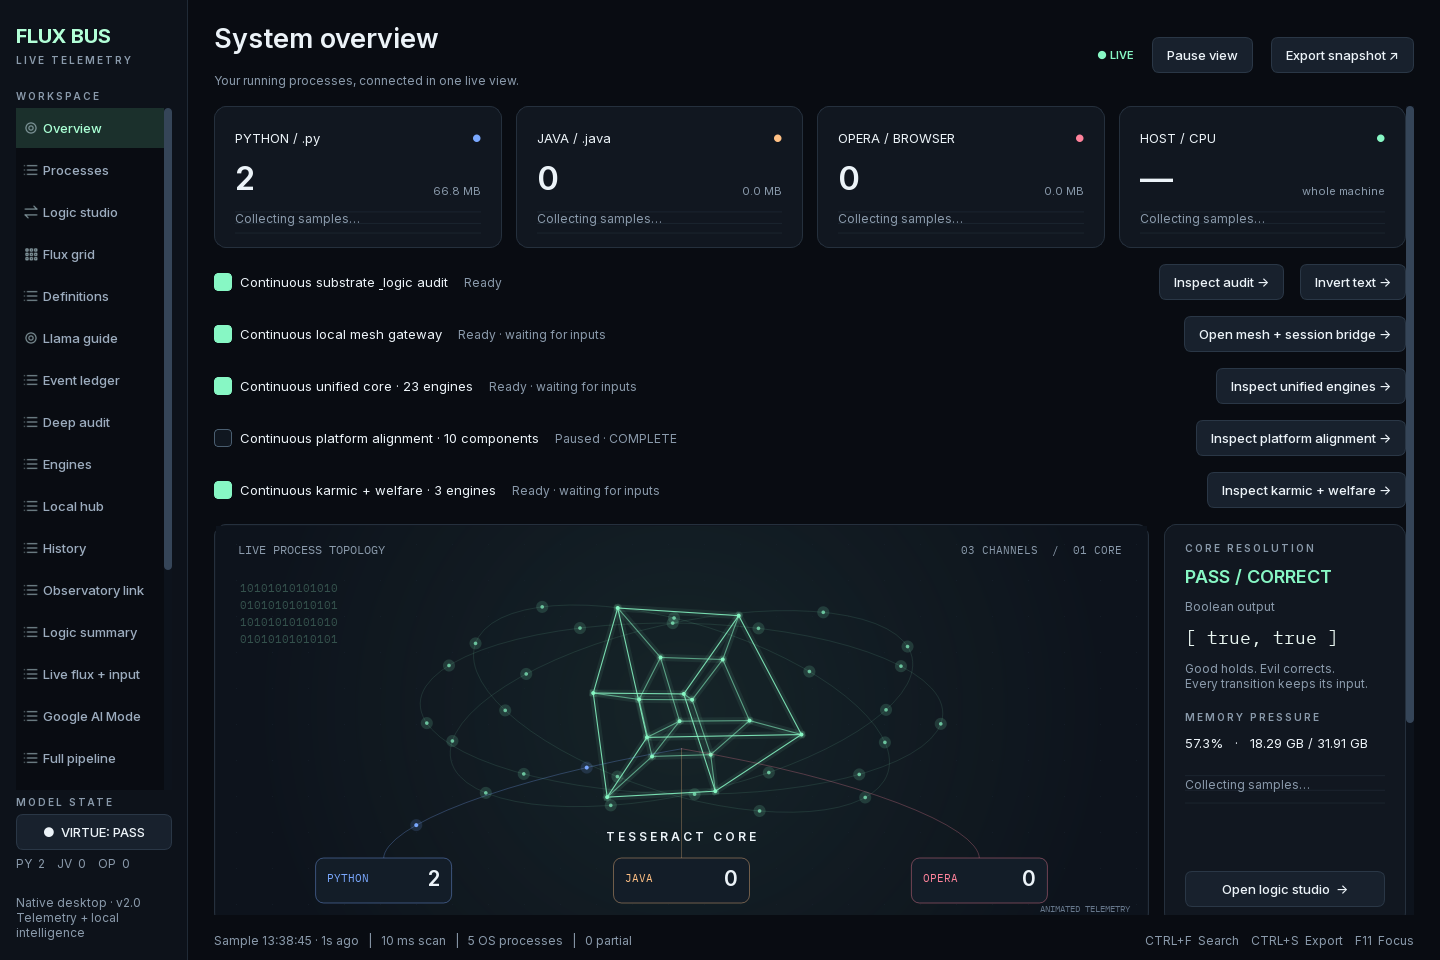 FLUX BUS
LIVE TELEMETRY
WORKSPACE
Overview
Processes
Logic studio
Flux grid
Definitions
Llama guide
Event ledger
Deep audit
Engines
Local hub
History
Observatory link
Logic summary
Live flux + input
Google AI Mode
Full pipeline
MODEL STATE
VIRTUE: PASS
PY 2 JV 0 OP 0
Native desktop · v2.0
Telemetry + local
intelligence
System overview
Your running processes, connected in one live view.
LIVE
Pause view
Export snapshot ↗
PYTHON / .py
2
66.8 MB
Collecting samples…
JAVA / .java
0
0.0 MB
Collecting samples…
OPERA / BROWSER
0
0.0 MB
Collecting samples…
HOST / CPU
—
whole machine
Collecting samples…
Continuous substrate _logic audit Ready
Inspect audit → Invert text →
Continuous local mesh gateway Ready · waiting for inputs
Open mesh + session bridge →
Continuous unified core · 23 engines Ready · waiting for inputs
Inspect unified engines →
Continuous platform alignment · 10 components Paused · COMPLETE
Inspect platform alignment →
Continuous karmic + welfare · 3 engines Ready · waiting for inputs
Inspect karmic + welfare →
LIVE PROCESS TOPOLOGY
03 CHANNELS / 01 CORE
10101010101010
01010101010101
10101010101010
01010101010101
TESSERACT CORE
PYTHON 2
JAVA 0
OPERA 0
ANIMATED TELEMETRY
CORE RESOLUTION
PASS / CORRECT
Boolean output
[ true, true ]
Good holds. Evil corrects.
Every transition keeps its input.
MEMORY PRESSURE
57.3% · 18.29 GB / 31.91 GB
Collecting samples…
Open logic studio →
Sample 13:38:45 · 1s ago | 10 ms scan | 5 OS processes | 0 partial
CTRL+F Search CTRL+S Export F11 Focus